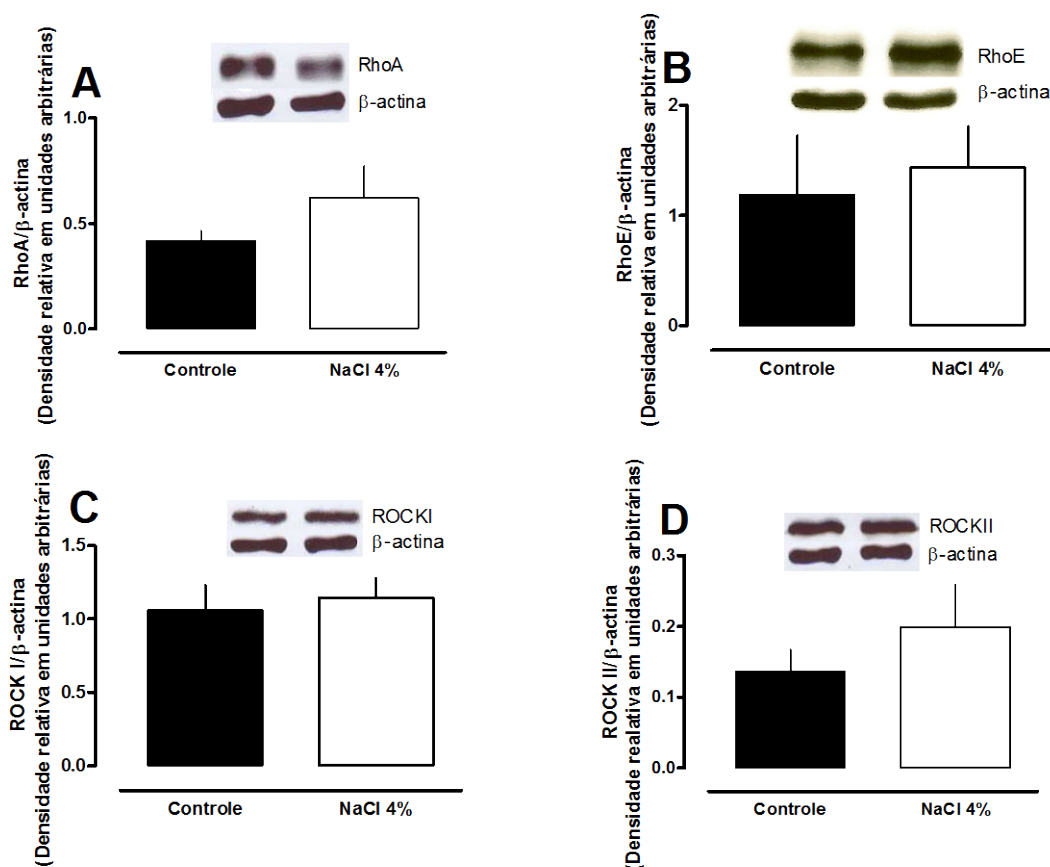 A
RhoA
β-actina
RhoA/β-actina
(Densidade relativa em unidades arbitrárias)
1.0
0.5
0.0
Controle
NaCl 4%
B
RhoE
β-actina
RhoE/β-actina
(Densidade relativa em unidades arbitrárias)
2
1
0
Controle
NaCl 4%
C
ROCKI
β-actina
ROCK I/β-actina
(Densidade relativa em unidades arbitrárias)
1.5
1.0
0.5
0.0
Controle
NaCl 4%
D
ROCKII
β-actina
ROCK II/β-actina
(Densidade realativa em unidades arbitrárias)
0.3
0.2
0.1
0.0
Controle
NaCl 4%